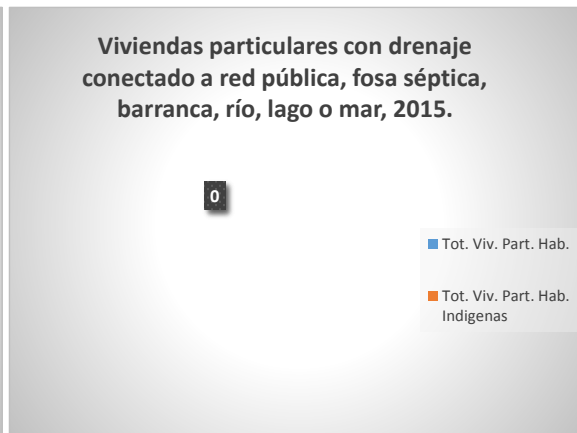 Viviendas particulares con drenaje
conectado a red pública, fosa séptica,
barranca, río, lago o mar, 2015.
0
Tot. Viv. Part. Hab.
Tot. Viv. Part. Hab.
Indigenas